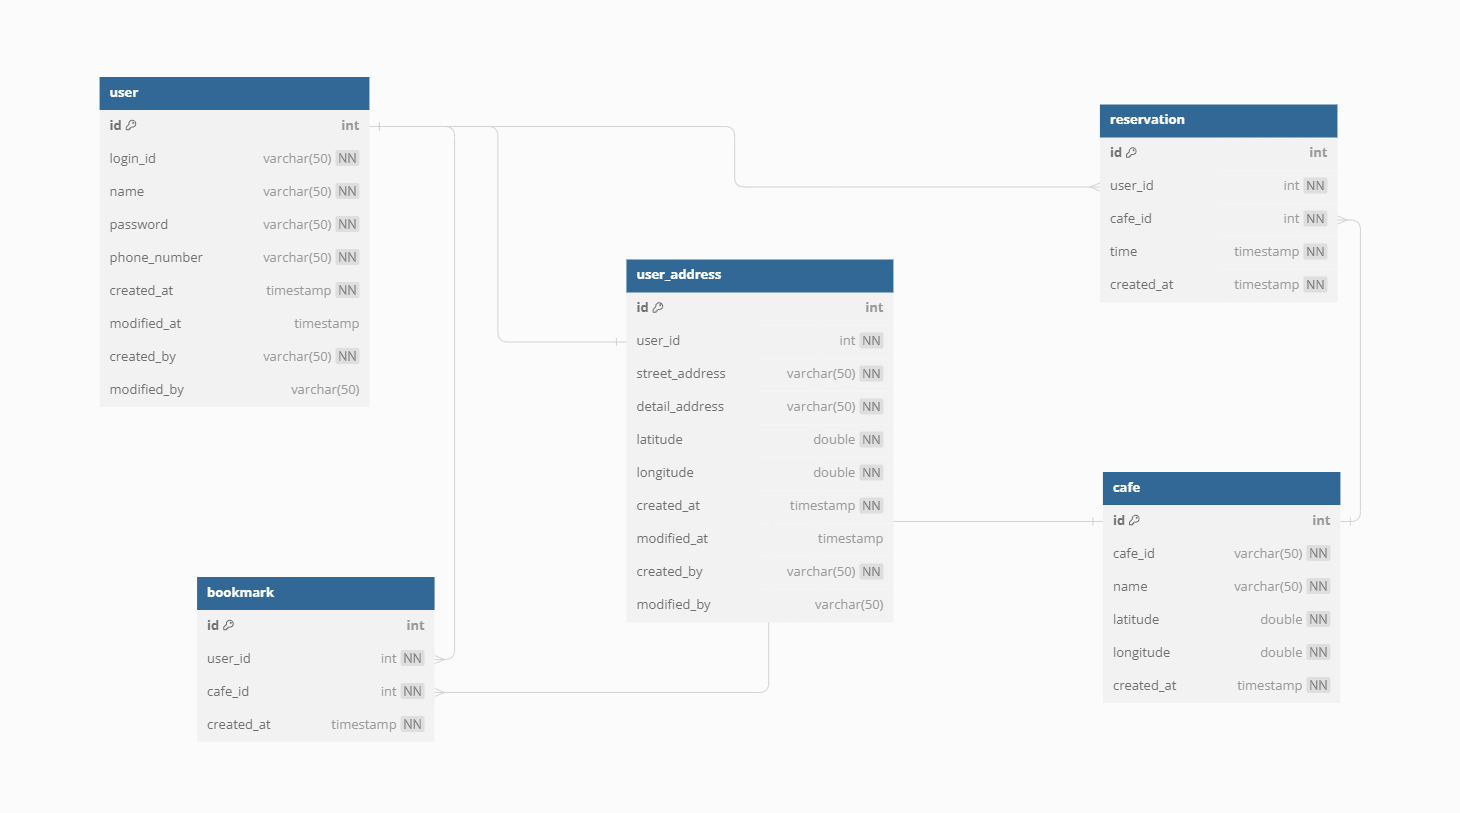 user
id int
login_id varchar(50) NN
name varchar(50) NN
password varchar(50) NN
phone_number varchar(50) NN
created_at timestamp NN
modified_at timestamp
created_by varchar(50) NN
modified_by varchar(50)
reservation
id int
user_id int NN
cafe_id int NN
time timestamp NN
created_at timestamp NN
user_address
id int
user_id int NN
street_address varchar(50) NN
detail_address varchar(50) NN
latitude double NN
longitude double NN
created_at timestamp NN
modified_at timestamp
created_by varchar(50) NN
modified_by varchar(50)
cafe
id int
cafe_id varchar(50) NN
name varchar(50) NN
latitude double NN
longitude double NN
created_at timestamp NN
bookmark
id int
user_id int NN
cafe_id int NN
created_at timestamp NN